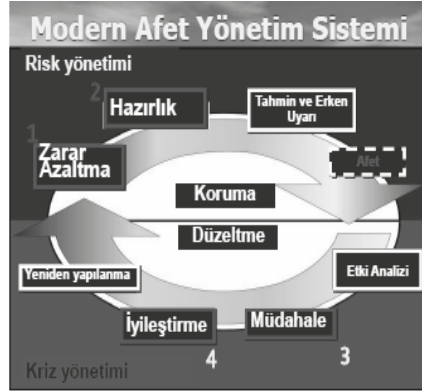 Modern Afet Yönetim Sistemi
Risk yönetimi
2
Hazırlık
Tahmin ve Erken
Uyarı
1
Zarar
Azaltma
Afet
Koruma
Düzeltme
Yeniden yapılanma
Etki Analizi
İyileştirme
Müdahale
4
3
Kriz yönetimi